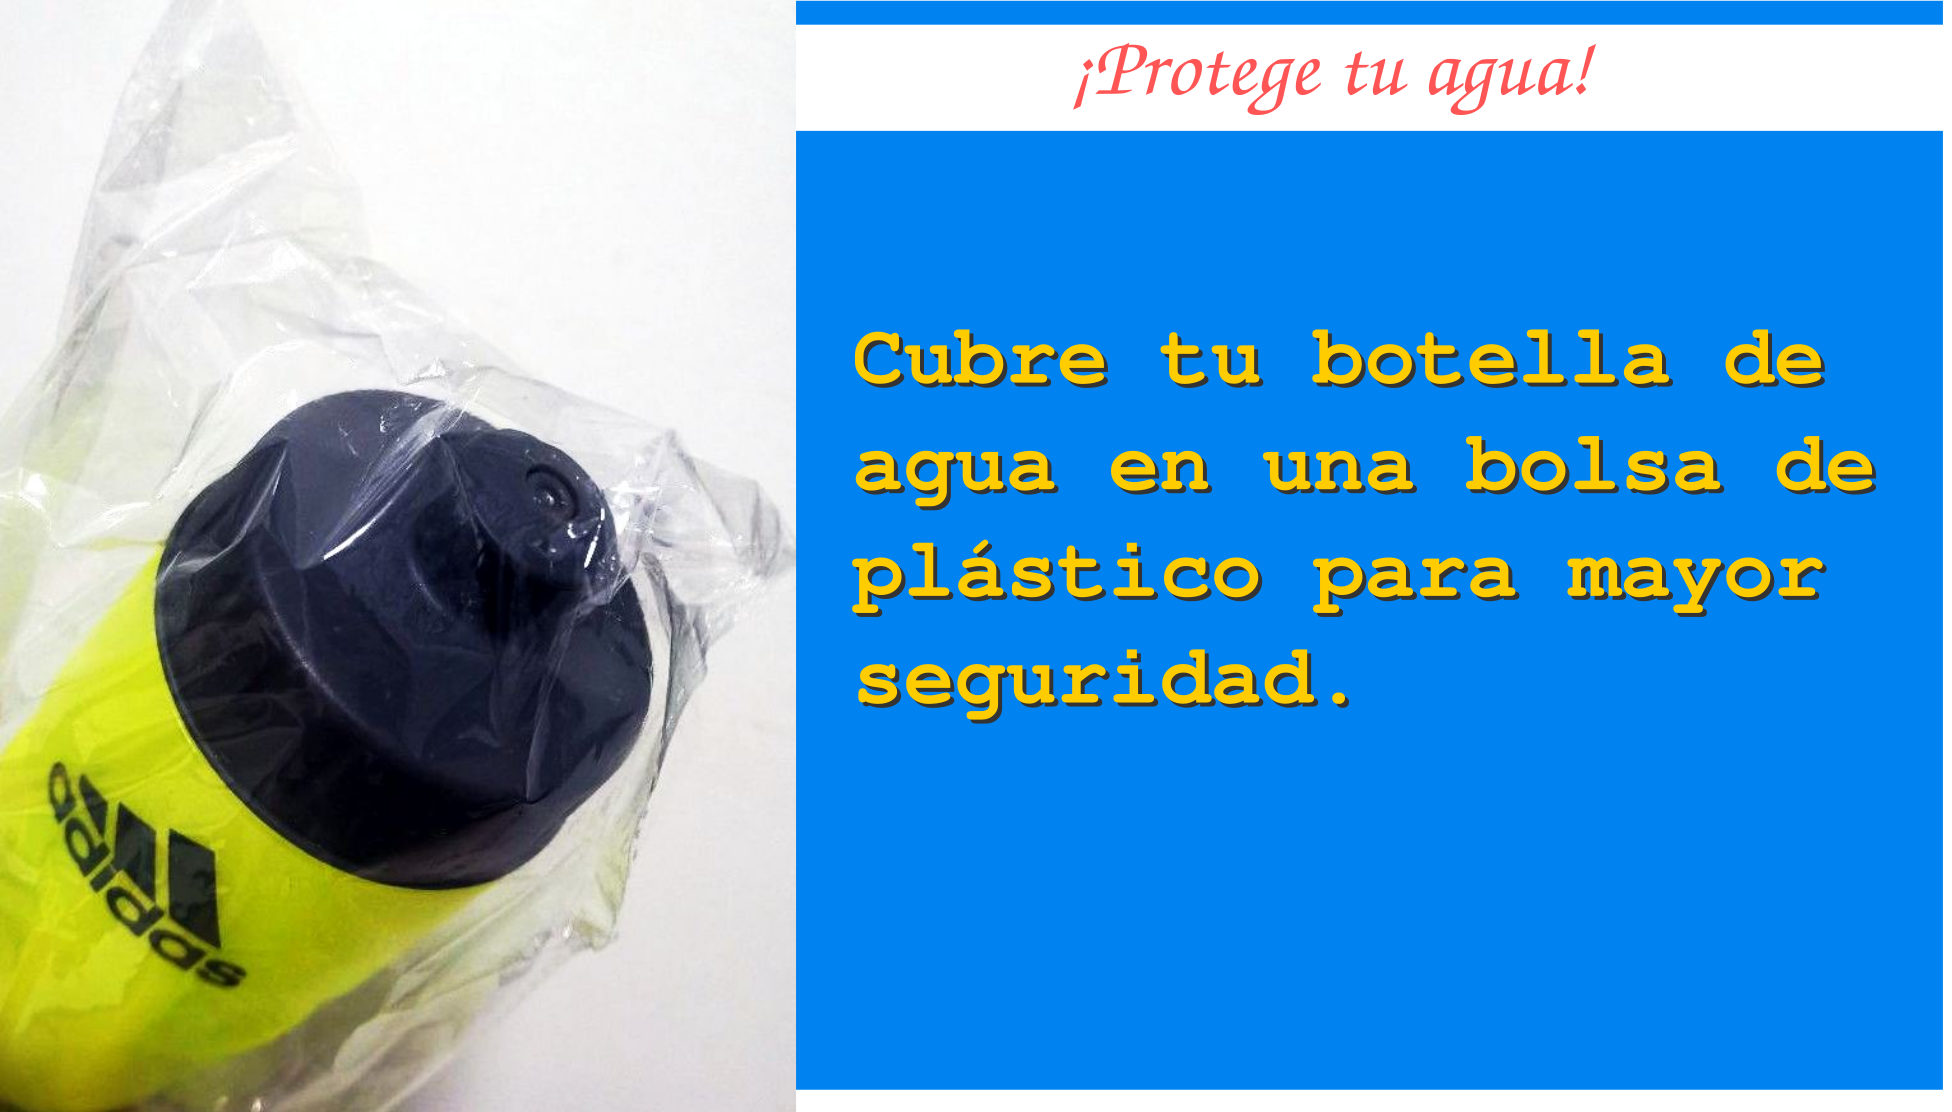 ¡Protege tu agua!
Cubre tu botella de
agua en una bolsa de
plástico para mayor
seguridad.
adidas